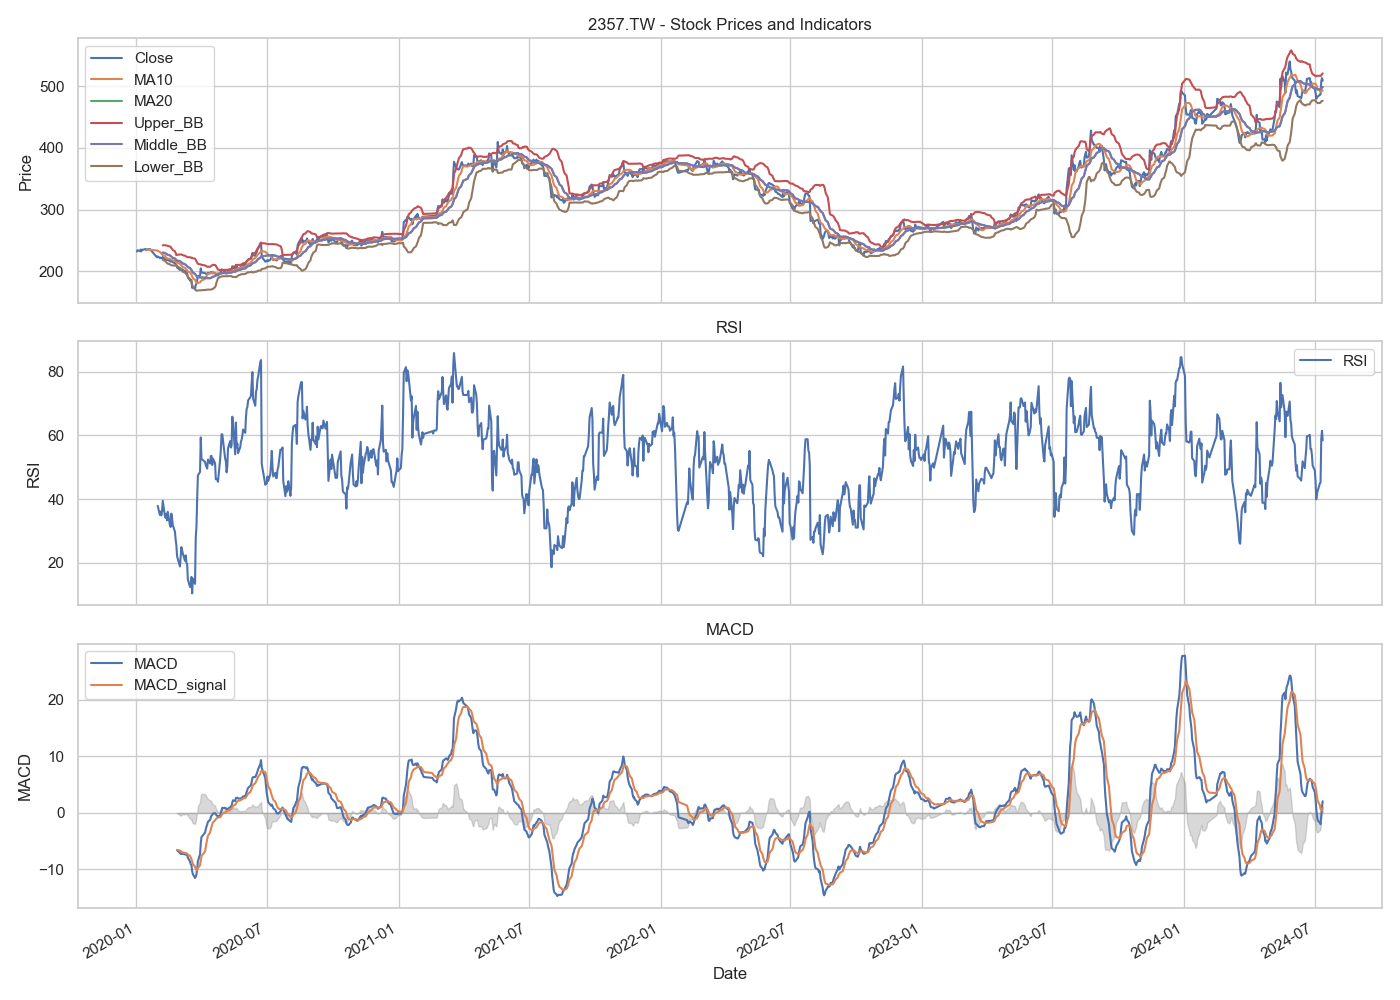 2357.TW - Stock Prices and Indicators
Close
MA10
MA20
Upper_BB
Middle_BB
Lower_BB
500
400
300
200
Price
RSI
RSI
80
60
40
20
RSI
MACD
MACD
MACD_signal
20
10
0
−10
MACD
2020-01
2020-07
2021-01
2021-07
2022-01
2022-07
2023-01
2023-07
2024-01
2024-07
Date